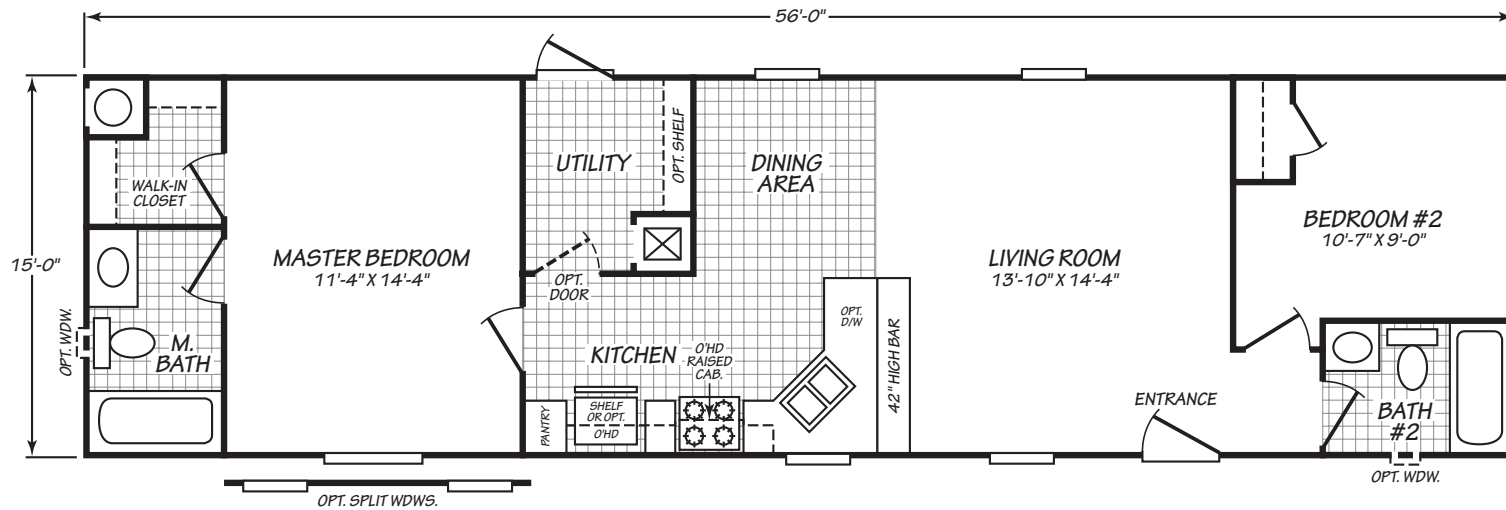 56'-0"
15'-0"
WALK-IN
CLOSET
MASTER BEDROOM
11'-4" X 14'-4"
M.
BATH
OPT. WDW.
OPT. SPLIT WDWS.
UTILITY
OPT. SHELF
OPT.
DOOR
DINING
AREA
KITCHEN
O'HD
RAISED
CAB.
PANTRY
SHELF
OR OPT.
O'HD
OPT.
D/W
42" HIGH BAR
LIVING ROOM
13'-10" X 14'-4"
ENTRANCE
BEDROOM #2
10'-7" X 9'-0"
BATH
#2
OPT. WDW.